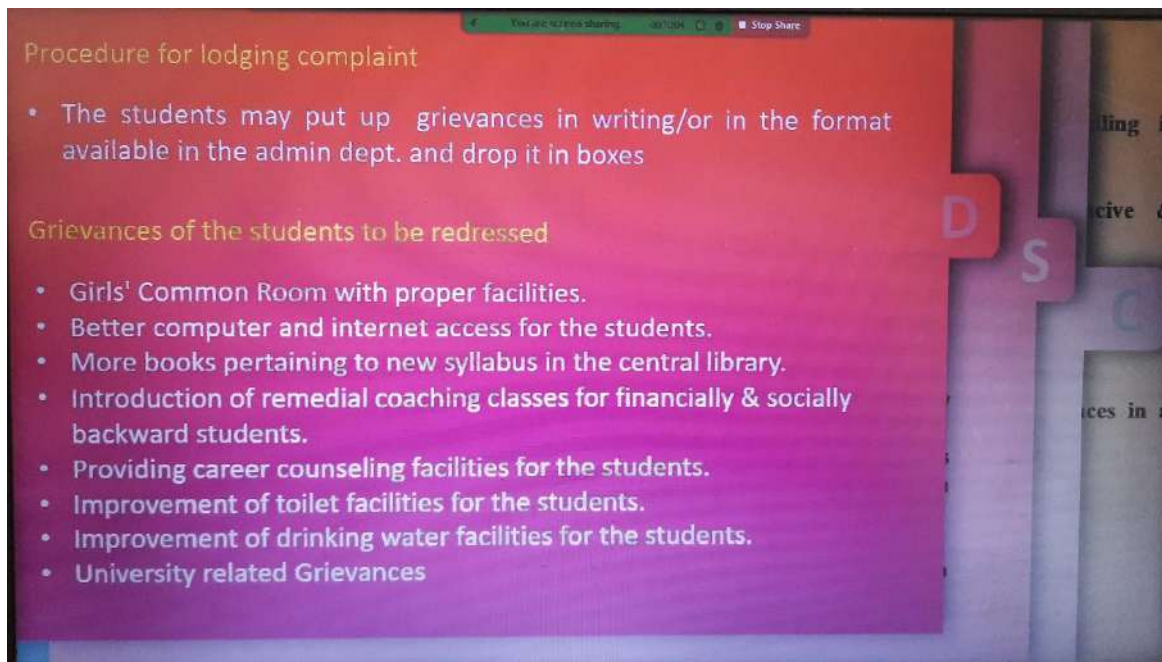 You are screen sharing
Stop Share
Procedure for lodging complaint
• The students may put up grievances in writing/or in the format
available in the admin dept. and drop it in boxes
Grievances of the students to be redressed
• Girls' Common Room with proper facilities.
• Better computer and internet access for the students.
• More books pertaining to new syllabus in the central library.
• Introduction of remedial coaching classes for financially & socially
backward students.
• Providing career counseling facilities for the students.
• Improvement of toilet facilities for the students.
• Improvement of drinking water facilities for the students.
• University related Grievances
D
S
C
in